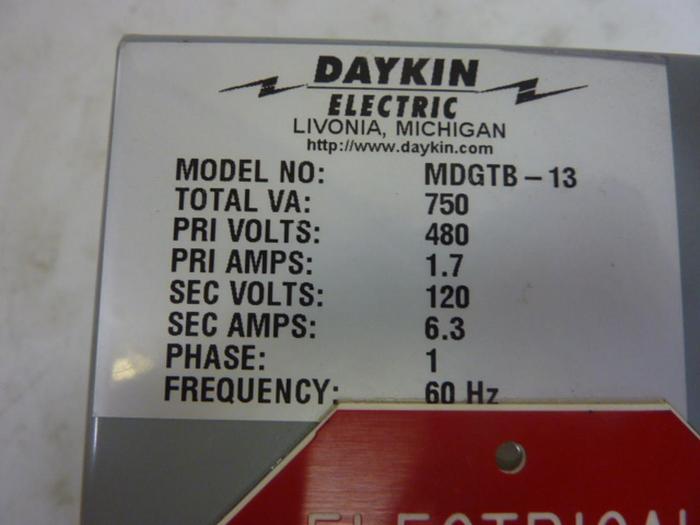 DAYKIN
ELECTRIC
LIVONIA, MICHIGAN
http://www.daykin.com
MODEL NO: MDGTB-13
TOTAL VA: 750
PRI VOLTS: 480
PRI AMPS: 1.7
SEC VOLTS: 120
SEC AMPS: 6.3
PHASE: 1
FREQUENCY: 60 Hz
ELECTRICAL